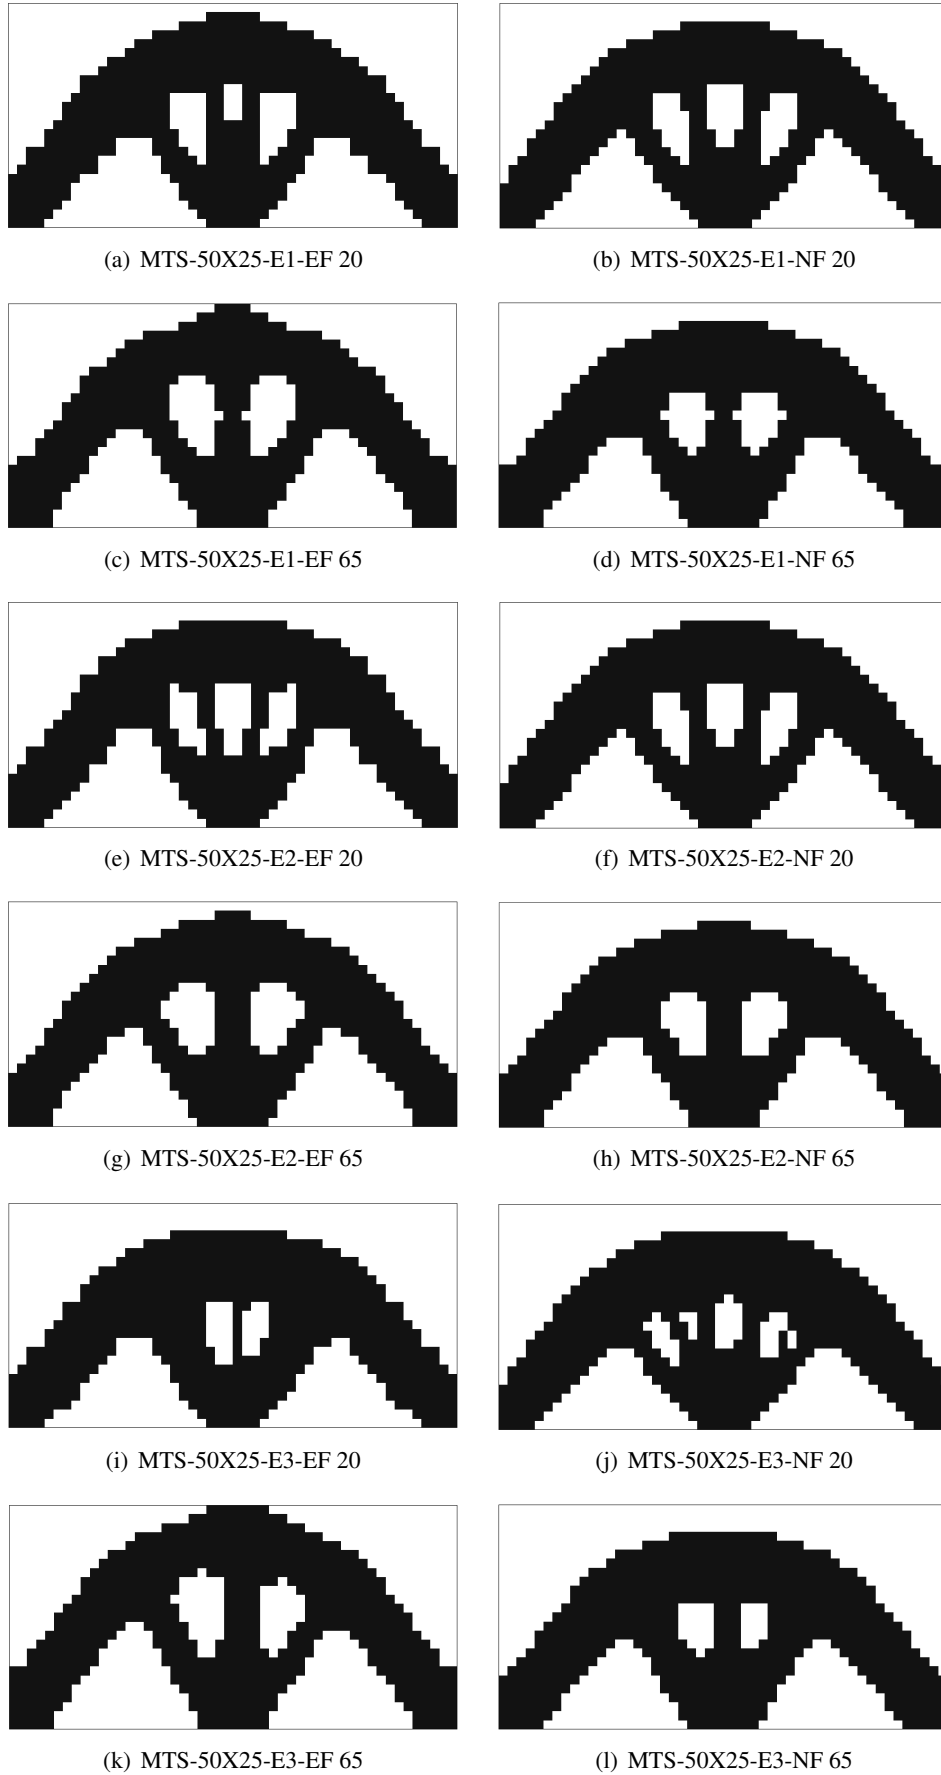 (a) MTS-50X25-E1-EF 20
(b) MTS-50X25-E1-NF 20
(c) MTS-50X25-E1-EF 65
(d) MTS-50X25-E1-NF 65
(e) MTS-50X25-E2-EF 20
(f) MTS-50X25-E2-NF 20
(g) MTS-50X25-E2-EF 65
(h) MTS-50X25-E2-NF 65
(i) MTS-50X25-E3-EF 20
(j) MTS-50X25-E3-NF 20
(k) MTS-50X25-E3-EF 65
(l) MTS-50X25-E3-NF 65